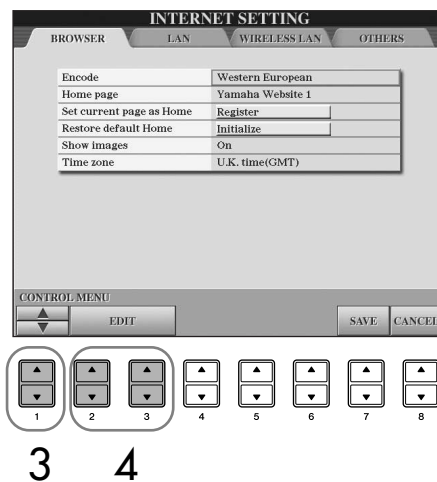 INTERNET SETTING
BROWSER LAN WIRELESS LAN OTHERS
Encode Western European
Home page Yamaha Website 1
Set current page as Home Register
Restore default Home Initialize
Show images On
Time zone U.K. time(GMT)
CONTROL MENU
EDIT SAVE CANCEL
1 2 3 4 5 6 7 8
3 4